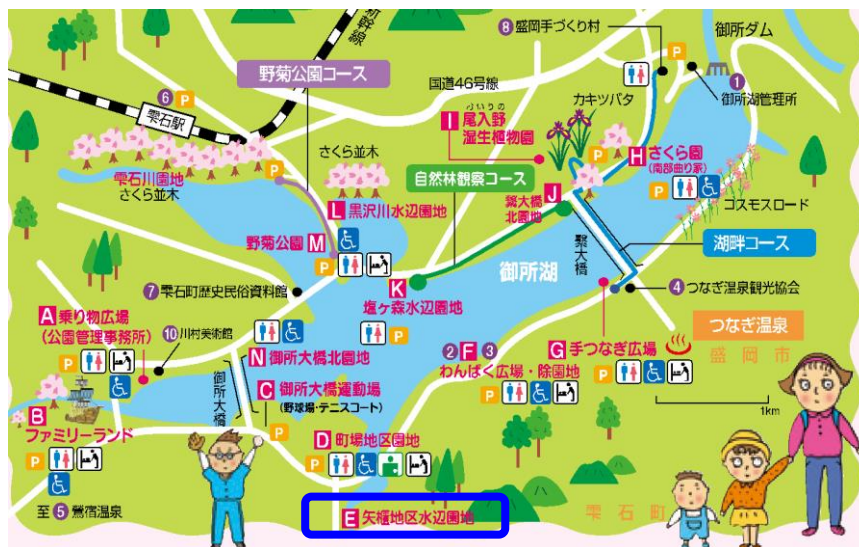 新幹線
8 盛岡手づくり村
御所ダム
野菊公園コース
国道46号線
P
1
御所湖管理所
6 P
雫石駅
カキツバタ
I 尾入野
湿生植物園
さくら並木
P
H さくら園
(南部曲り家)
P
自然林観察コース
雫石川園地
さくら並木
L 黒沢川水辺園地
J
繋大橋
北園地
コスモスロード
野菊公園 M
P
繋大橋
湖畔コース
御所湖
7 雫石町歴史民俗資料館
K
塩ヶ森水辺園地
P
4 つなぎ温泉観光協会
A 乗り物広場
(公園管理事務所)
P
10 川村美術館
つなぎ温泉
盛岡市
N 御所大橋北園地
2 F 3
わんぱく広場・除園地
P
G 手つなぎ広場
P
御所大橋
C 御所大橋運動場
(野球場・テニスコート)
P
1km
B
ファミリーランド
P
D 町場地区園地
P
至 5 鶯宿温泉
E 矢櫃地区水辺園地
雫石町